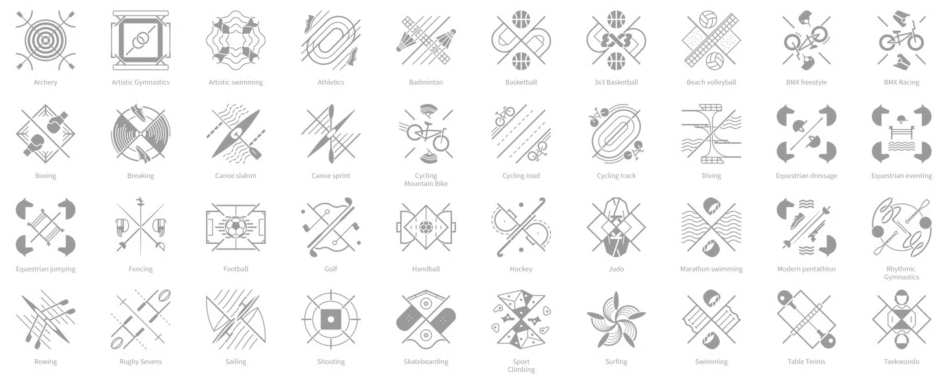 Archery
Artistic Gymnastics
Artistic swimming
Athletics
Badminton
Basketball
3x3 Basketball
Beach volleyball
BMX freestyle
BMX Racing
Boxing
Breaking
Canoe slalom
Canoe sprint
Cycling
Mountain Bike
Cycling road
Cycling track
Diving
Equestrian dressage
Equestrian eventing
Equestrian jumping
Fencing
Football
Golf
Handball
Hockey
Judo
Marathon swimming
Modern pentathlon
Rhythmic
Gymnastics
Rowing
Rugby Sevens
Sailing
Shooting
Skateboarding
Sport
Climbing
Surfing
Swimming
Table Tennis
Taekwondo